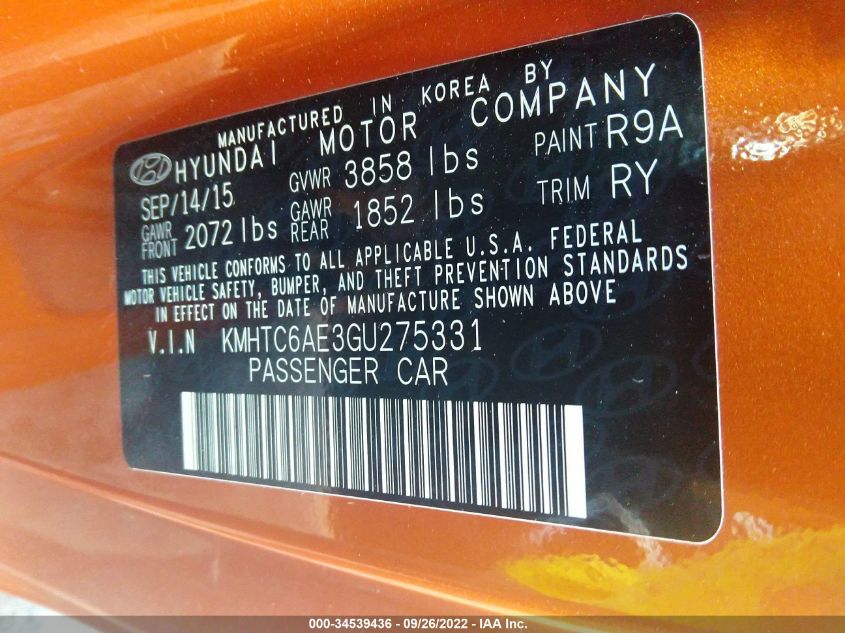 MANUFACTURED IN KOREA BY
HYUNDAI MOTOR COMPANY
SEP/14/15 GVWR 3858 lbs PAINT R9A
GAWR FRONT 2072 lbs GAWR REAR 1852 lbs TRIM RY
THIS VEHICLE CONFORMS TO ALL APPLICABLE U.S.A. FEDERAL
MOTOR VEHICLE SAFETY, BUMPER, AND THEFT PREVENTION STANDARDS
IN EFFECT ON THE DATE OF MANUFACTURE SHOWN ABOVE
V.I.N KMHTC6AE3GU275331
PASSENGER CAR
000-34539436 - 09/26/2022 - IAA Inc.